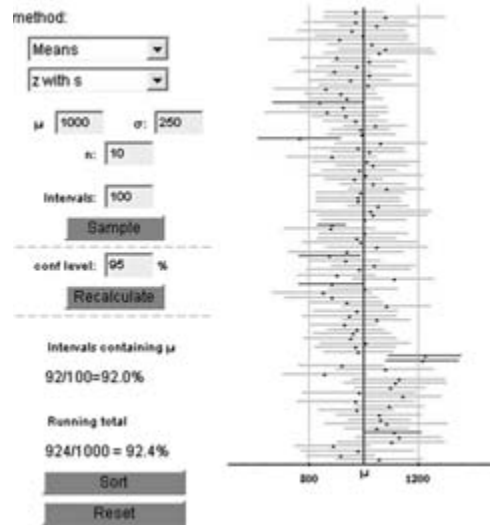 method:
Means
z with s
μ 1000 σ: 250
n: 10
Intervals: 100
Sample
conf level: 95 %
Recalculate
Intervals containing μ
92/100=92.0%
Running total
924/1000 = 92.4%
Sort
Reset
800 μ 1200